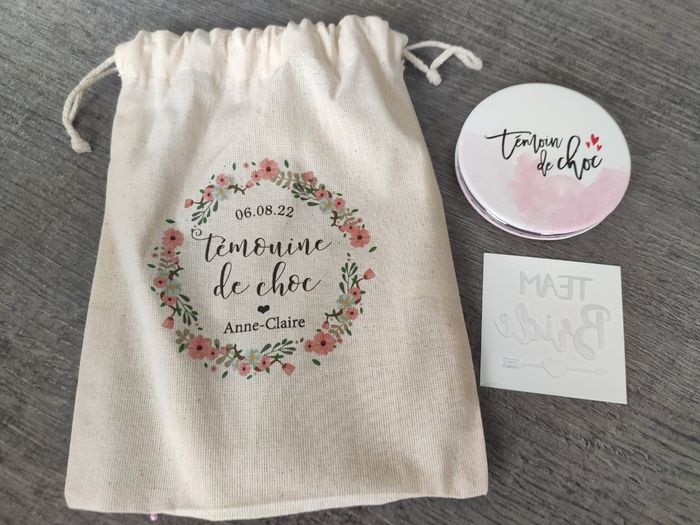 06.08.22
témouine
de choc
Anne-Claire
témoin
de choc
TEAM
Bride